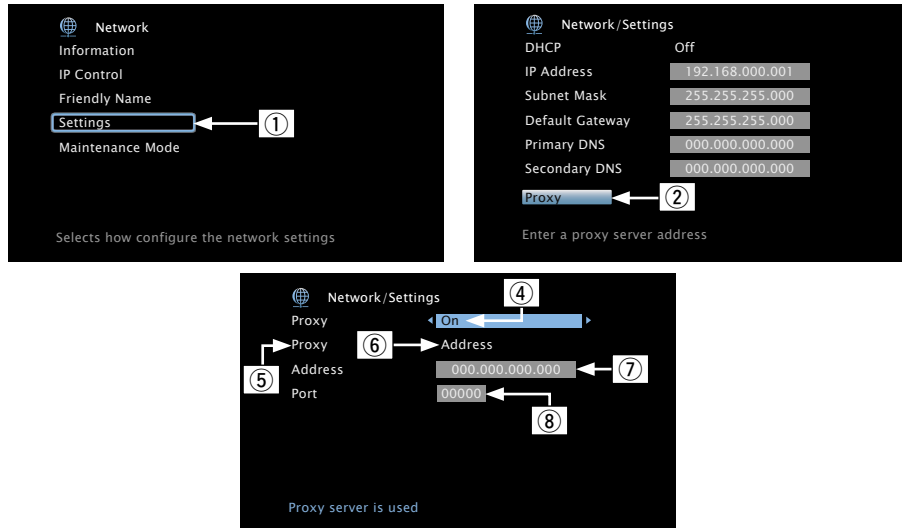 Network
Information
IP Control
Friendly Name
Settings
①
Maintenance Mode
Selects how configure the network settings
Network/Settings
DHCP Off
IP Address 192.168.000.001
Subnet Mask 255.255.255.000
Default Gateway 255.255.255.000
Primary DNS 000.000.000.000
Secondary DNS 000.000.000.000
Proxy ②
Enter a proxy server address
Network/Settings ④
Proxy On
⑤ Proxy ⑥ Address
Address 000.000.000.000 ⑦
Port 00000 ⑧
Proxy server is used